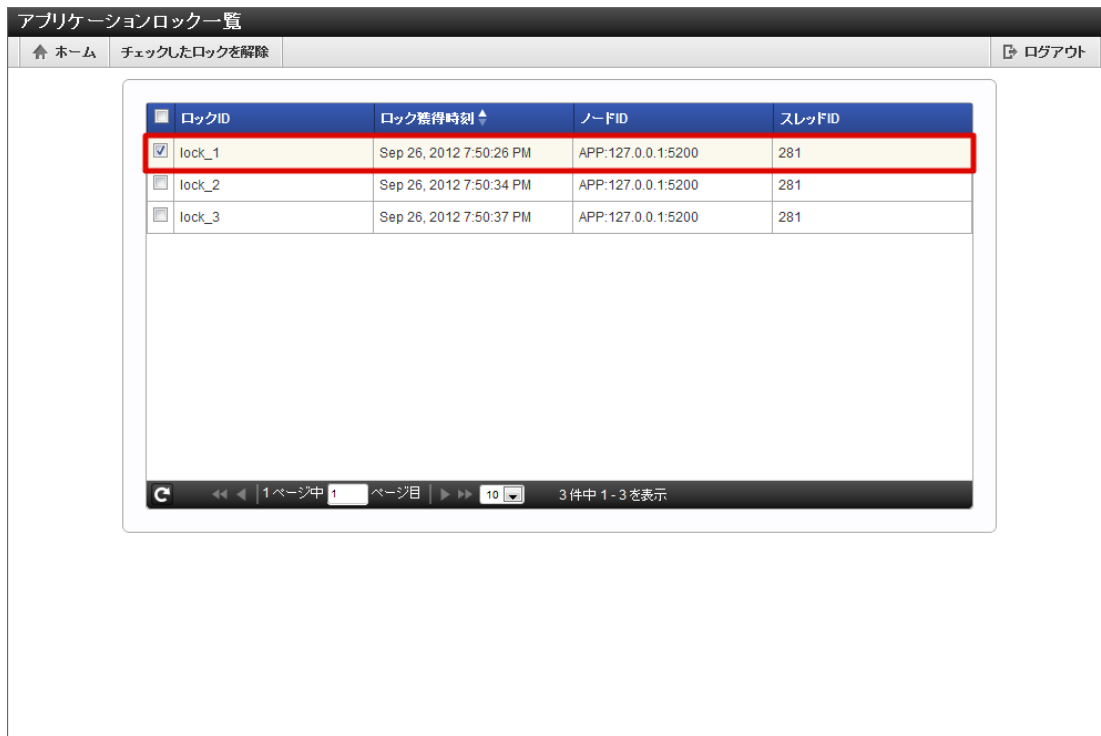 アプリケーションロック一覧
ホーム チェックしたロックを解除 ログアウト
ロックID ロック獲得時刻 ノードID スレッドID
lock_1 Sep 26, 2012 7:50:26 PM APP:127.0.0.1:5200 281
lock_2 Sep 26, 2012 7:50:34 PM APP:127.0.0.1:5200 281
lock_3 Sep 26, 2012 7:50:37 PM APP:127.0.0.1:5200 281
1 ページ中 1 ページ目 10 3 件中 1 - 3 を表示